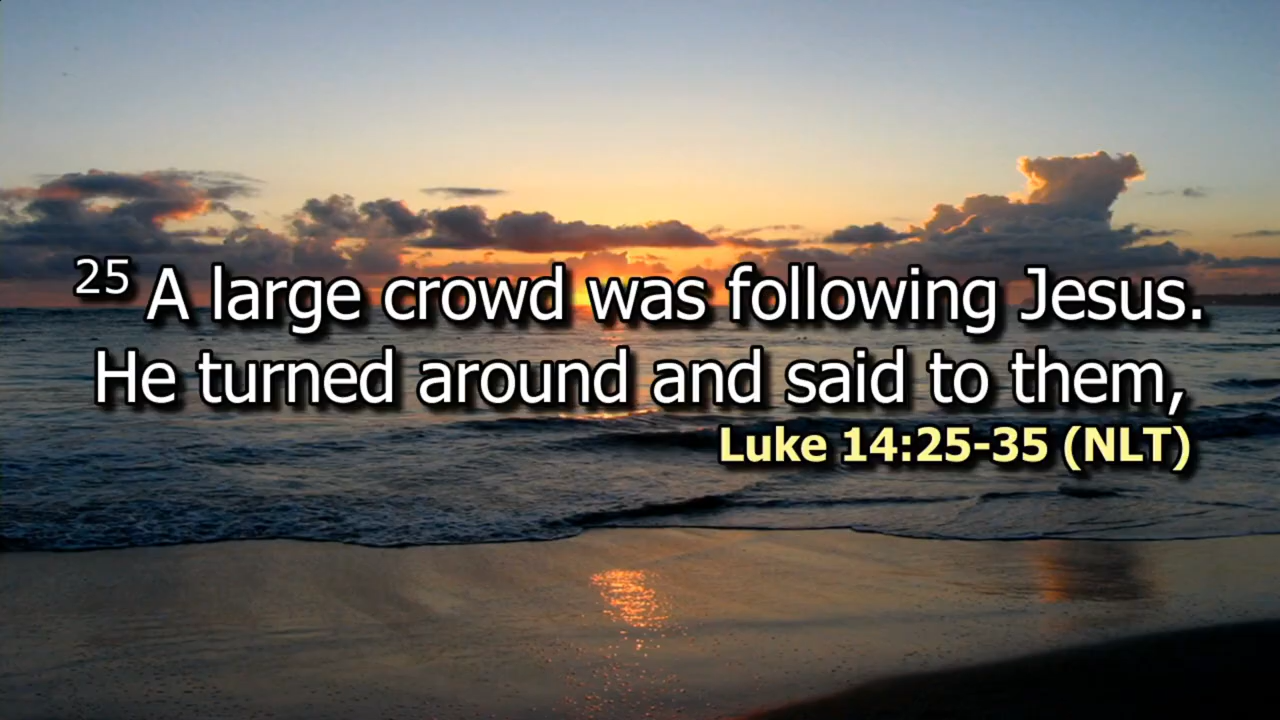 25 A large crowd was following Jesus.
He turned around and said to them,
Luke 14:25-35 (NLT)